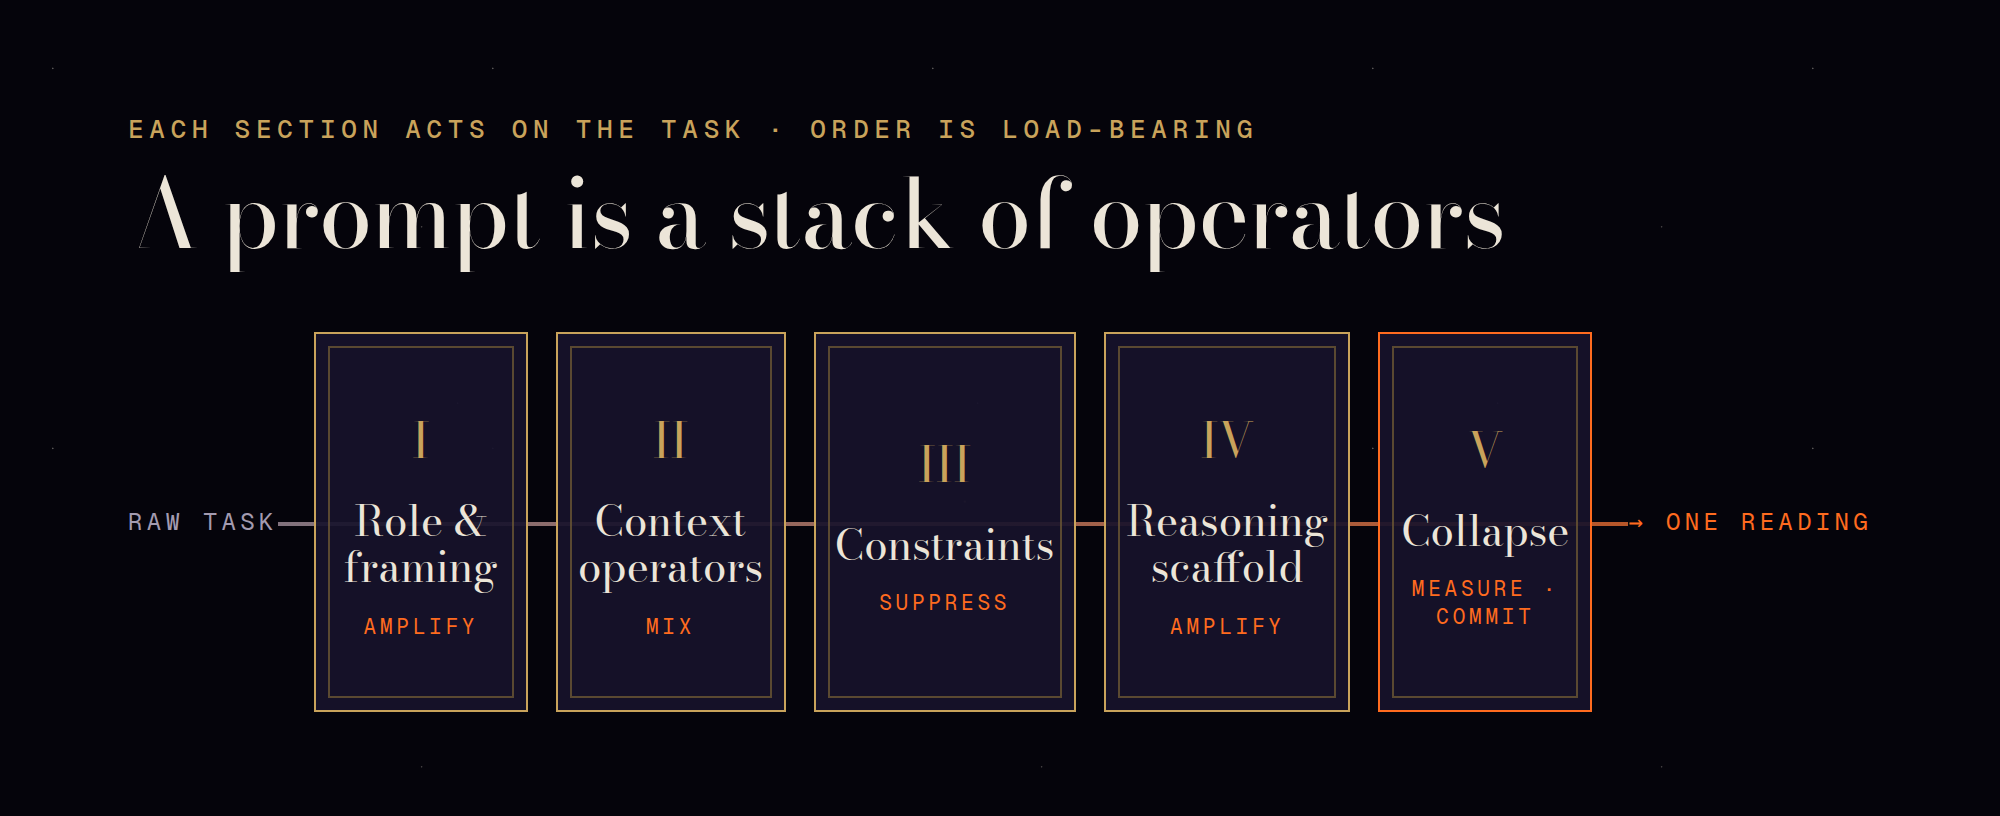 EACH SECTION ACTS ON THE TASK · ORDER IS LOAD-BEARING
A prompt is a stack of operators
RAW TASK
I
Role &
framing
AMPLIFY
II
Context
operators
MIX
III
Constraints
SUPPRESS
IV
Reasoning
scaffold
AMPLIFY
V
Collapse
MEASURE ·
COMMIT
→ ONE READING